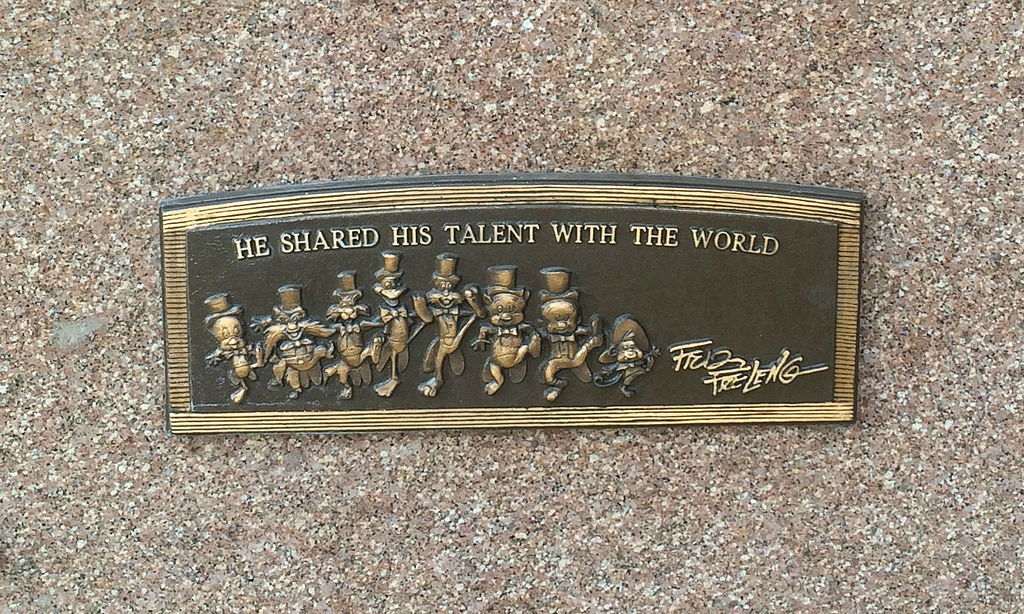 HE SHARED HIS TALENT WITH THE WORLD
FRIZ
FRELENG